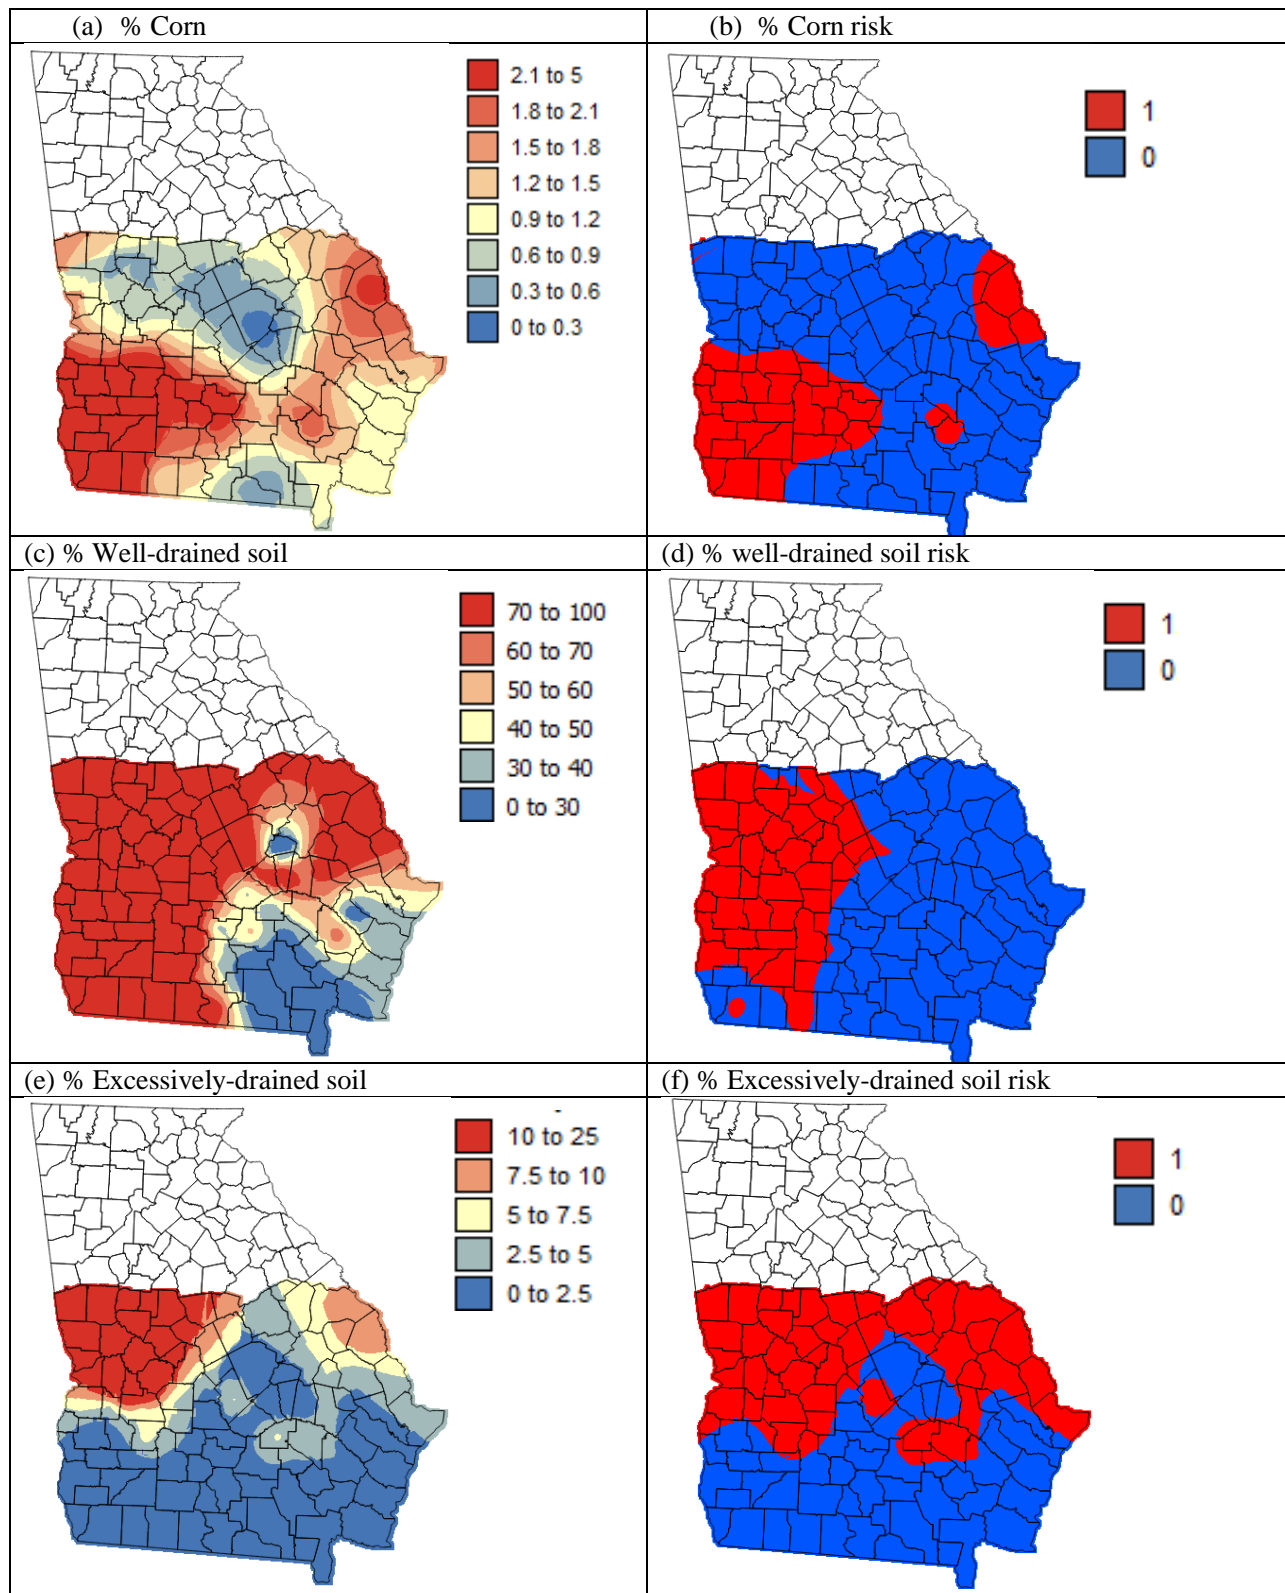 (a) % Corn
(b) % Corn risk
2.1 to 5
1.8 to 2.1
1.5 to 1.8
1.2 to 1.5
0.9 to 1.2
0.6 to 0.9
0.3 to 0.6
0 to 0.3
1
0
(c) % Well-drained soil
(d) % well-drained soil risk
70 to 100
60 to 70
50 to 60
40 to 50
30 to 40
0 to 30
1
0
(e) % Excessively-drained soil
(f) % Excessively-drained soil risk
10 to 25
7.5 to 10
5 to 7.5
2.5 to 5
0 to 2.5
1
0